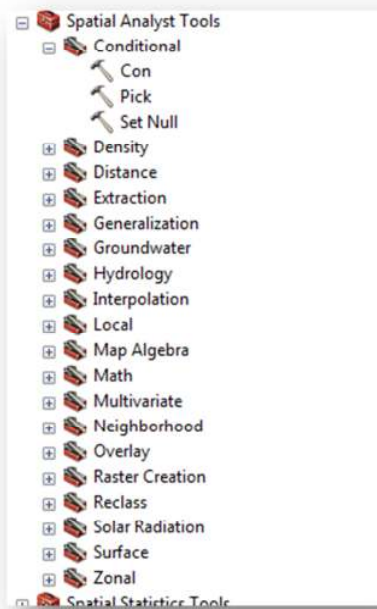 Spatial Analyst Tools
Conditional
Con
Pick
Set Null
Density
Distance
Extraction
Generalization
Groundwater
Hydrology
Interpolation
Local
Map Algebra
Math
Multivariate
Neighborhood
Overlay
Raster Creation
Reclass
Solar Radiation
Surface
Zonal
Spatial Statistics Tools